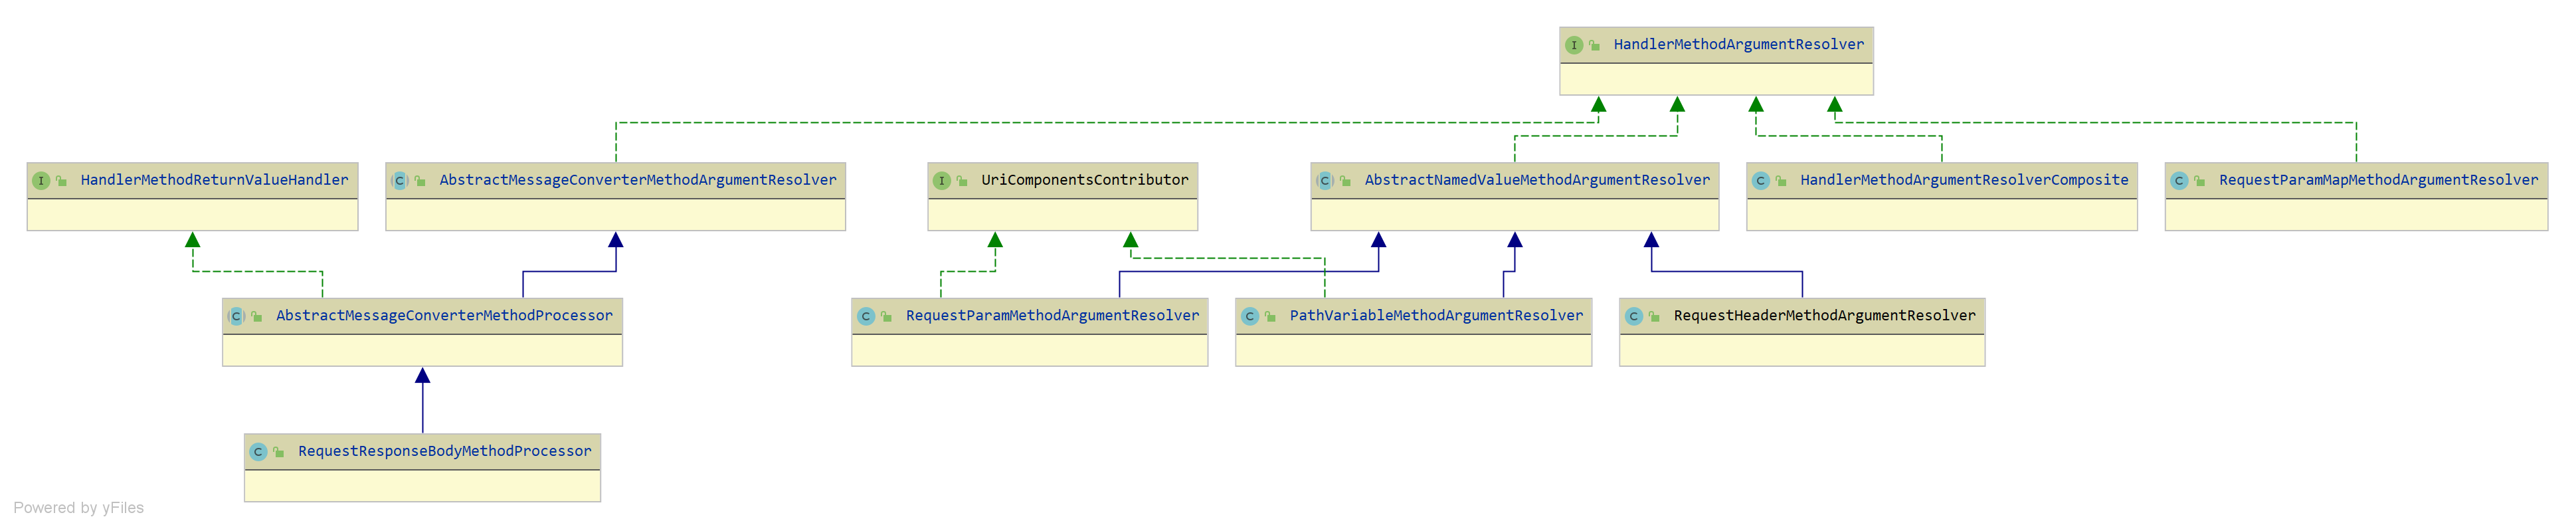 I HandlerMethodArgumentResolver
I HandlerMethodReturnValueHandler
C AbstractMessageConverterMethodArgumentResolver
I UriComponentsContributor
C AbstractNamedValueMethodArgumentResolver
C HandlerMethodArgumentResolverComposite
C RequestParamMapMethodArgumentResolver
C AbstractMessageConverterMethodProcessor
C RequestParamMethodArgumentResolver
C PathVariableMethodArgumentResolver
C RequestHeaderMethodArgumentResolver
C RequestResponseBodyMethodProcessor
Powered by yFiles